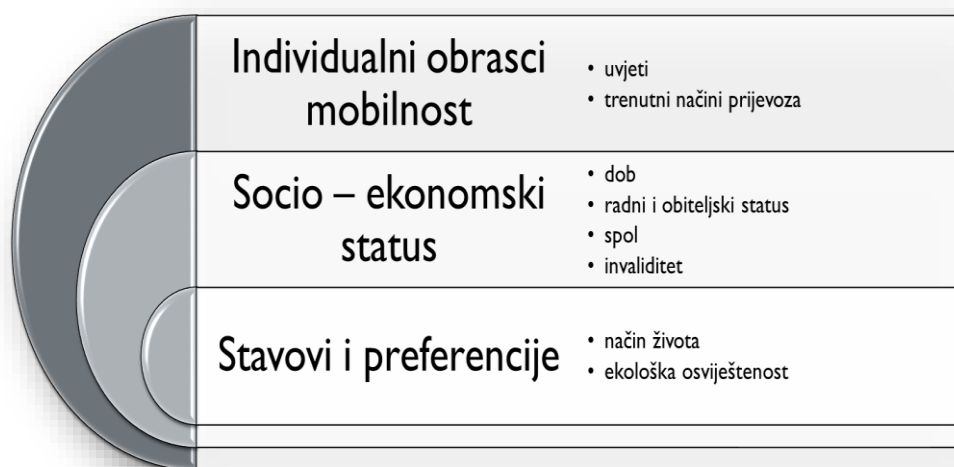 Individualni obrasci
mobilnost
• uvjeti
• trenutni načini prijevoza
Socio – ekonomski
status
• dob
• radni i obiteljski status
• spol
• invaliditet
Stavovi i preferencije
• način života
• ekološka osviještenost